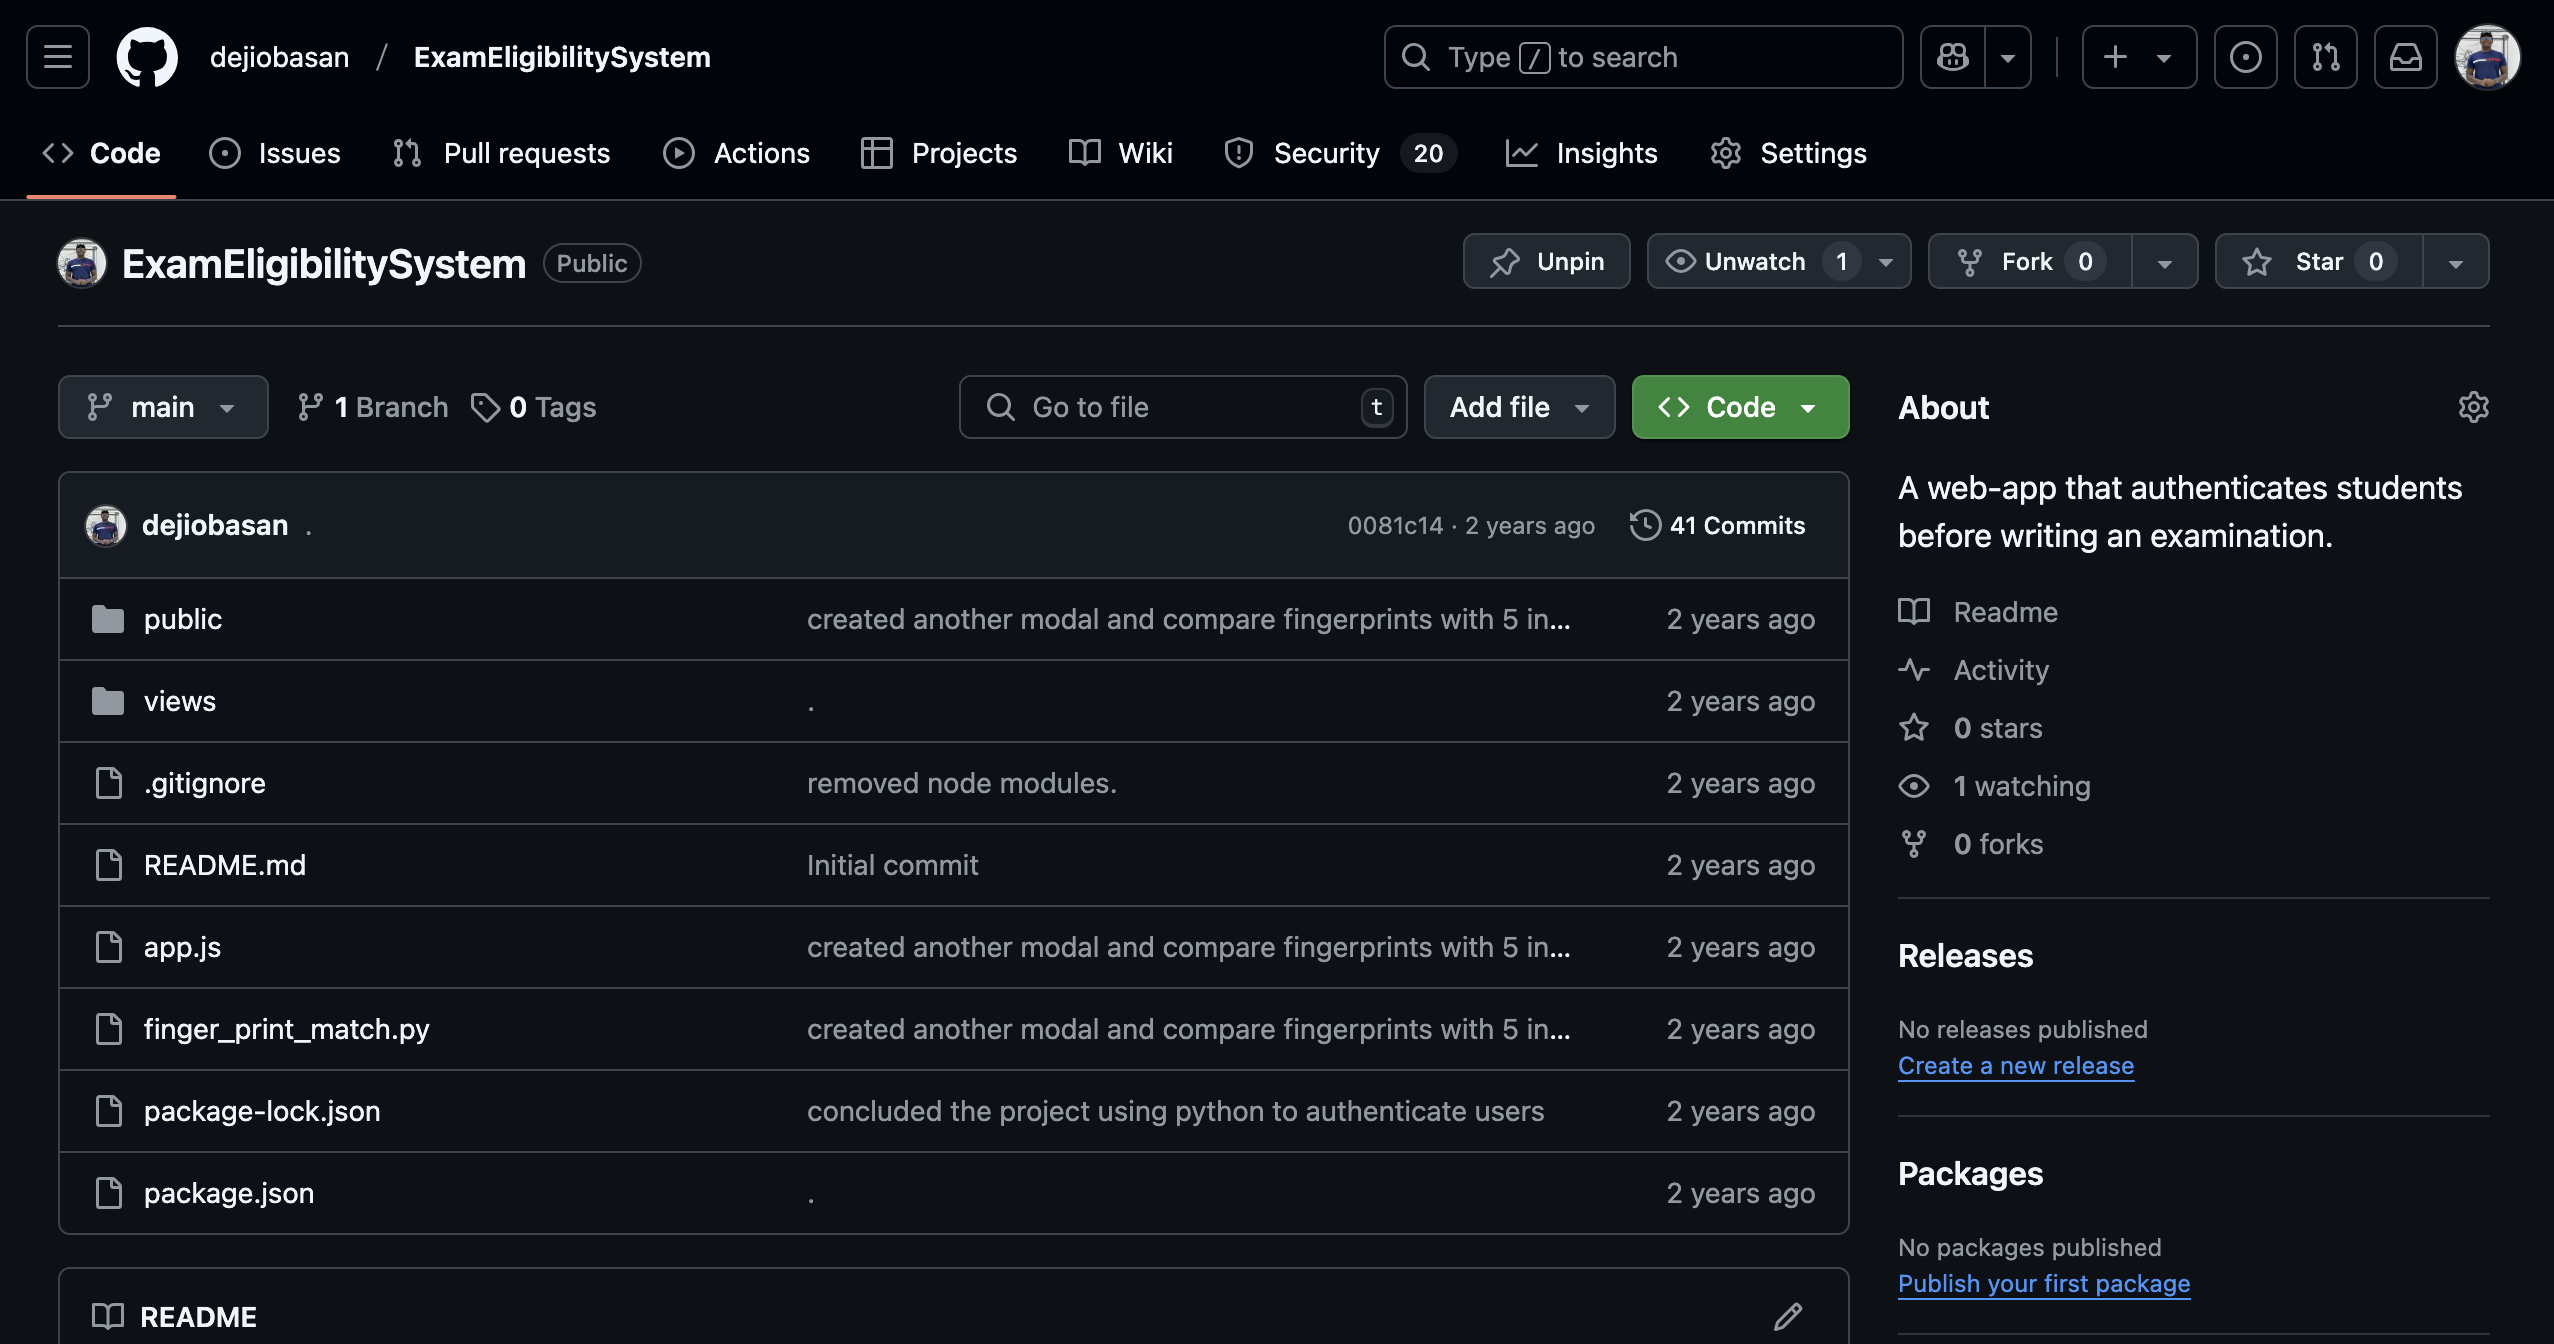 dejiobasan / ExamEligibilitySystem
Type / to search
Code Issues Pull requests Actions Projects Wiki Security 20 Insights Settings
ExamEligibilitySystem Public
Unpin Unwatch 1 Fork 0 Star 0
main 1 Branch 0 Tags Go to file t Add file Code
dejiobasan . 0081c14 · 2 years ago 41 Commits
public created another modal and compare fingerprints with 5 in... 2 years ago
views . 2 years ago
.gitignore removed node modules. 2 years ago
README.md Initial commit 2 years ago
app.js created another modal and compare fingerprints with 5 in... 2 years ago
finger_print_match.py created another modal and compare fingerprints with 5 in... 2 years ago
package-lock.json concluded the project using python to authenticate users 2 years ago
package.json . 2 years ago
README
About
A web-app that authenticates students
before writing an examination.
Readme
Activity
0 stars
1 watching
0 forks
Releases
No releases published
Create a new release
Packages
No packages published
Publish your first package